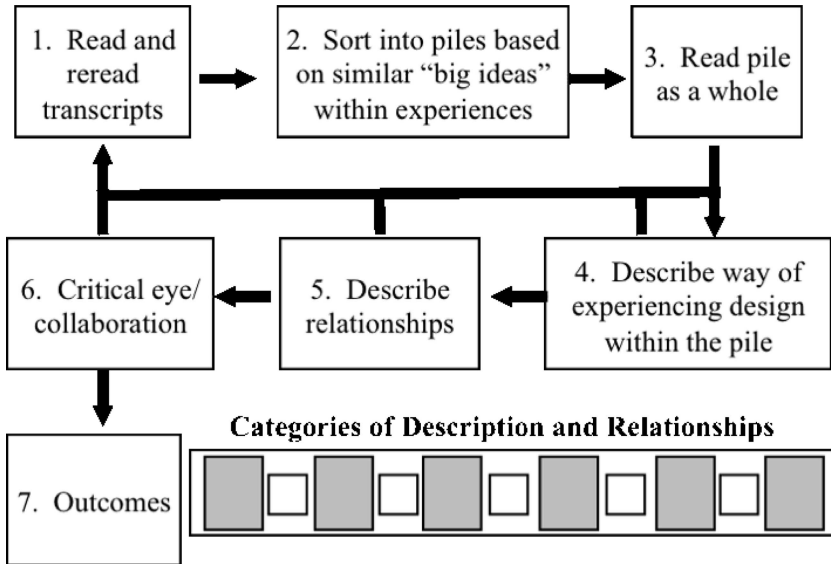 1. Read and
reread
transcripts
2. Sort into piles based
on similar “big ideas”
within experiences
3. Read pile
as a whole
4. Describe way of
experiencing design
within the pile
5. Describe
relationships
6. Critical eye/
collaboration
7. Outcomes
Categories of Description and Relationships